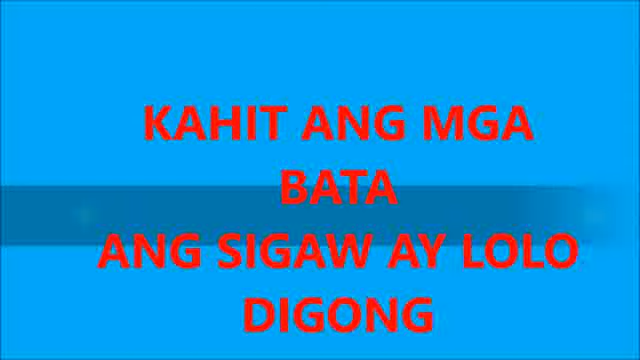 KAHIT ANG MGA
BATA
ANG SIGAW AY LOLO
DIGONG